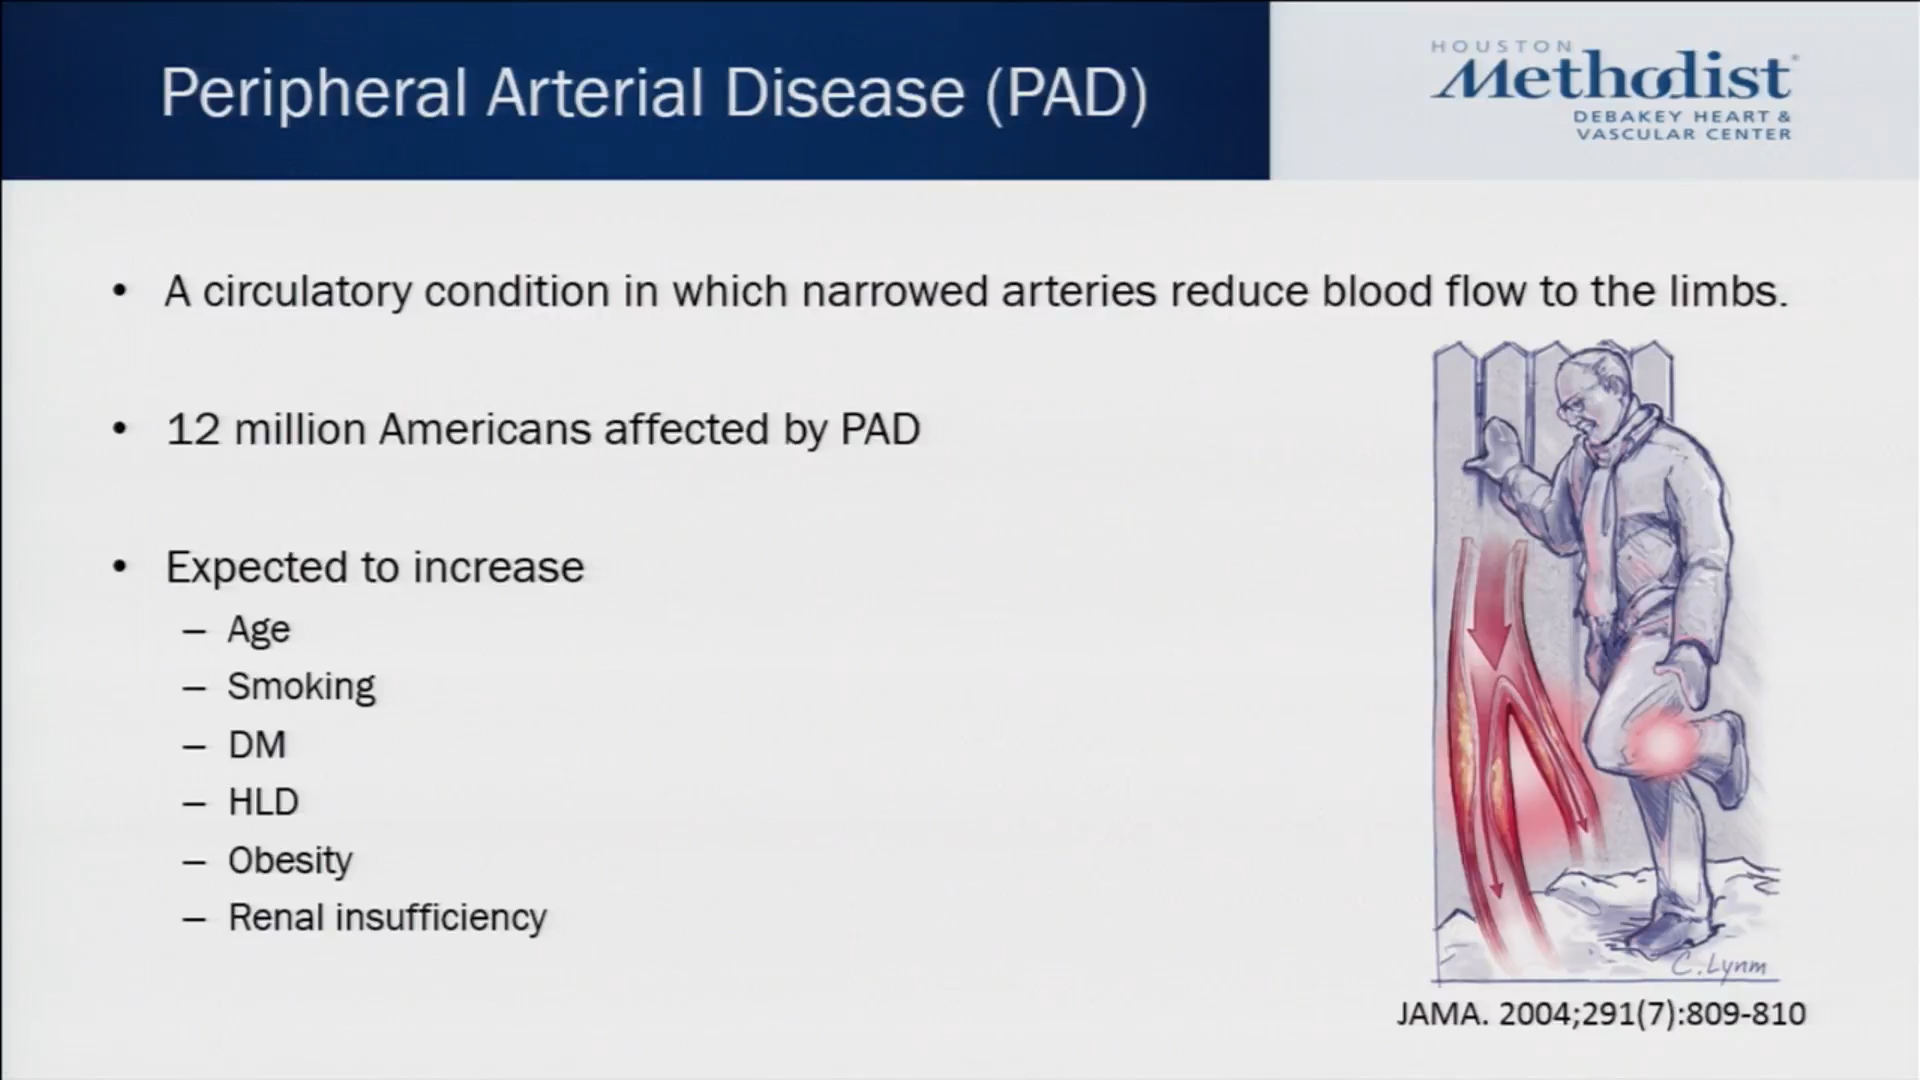 Peripheral Arterial Disease (PAD)
HOUSTON
Methodist
DEBAKEY HEART &
VASCULAR CENTER
• A circulatory condition in which narrowed arteries reduce blood flow to the limbs.
• 12 million Americans affected by PAD
• Expected to increase
– Age
– Smoking
– DM
– HLD
– Obesity
– Renal insufficiency
C. Lynm
JAMA. 2004;291(7):809-810